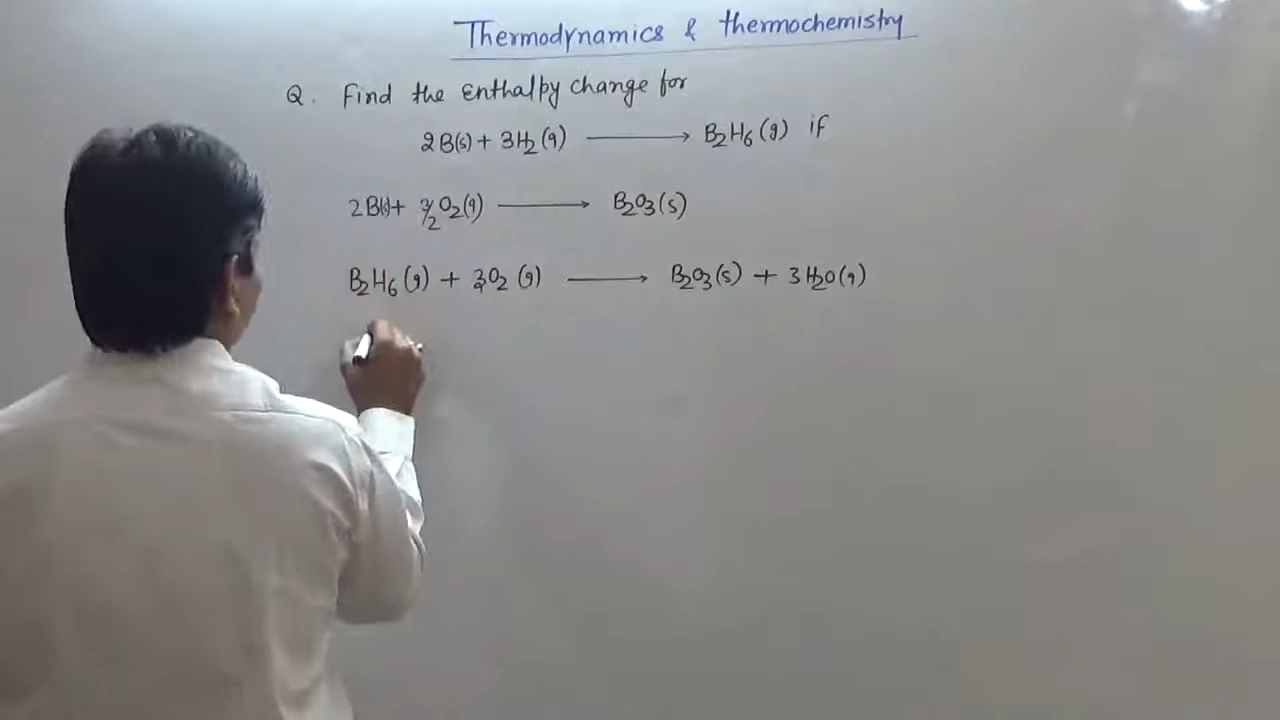 Thermodynamics & thermochemistry
Q. Find the Enthalpy change for
2B(s) + 3H₂(g) ⟶ B₂H₆(g) if
2B(s) + 3/2 O₂(g) ⟶ B₂O₃(s)
B₂H₆(g) + 3O₂(g) ⟶ B₂O₃(s) + 3H₂O(g)